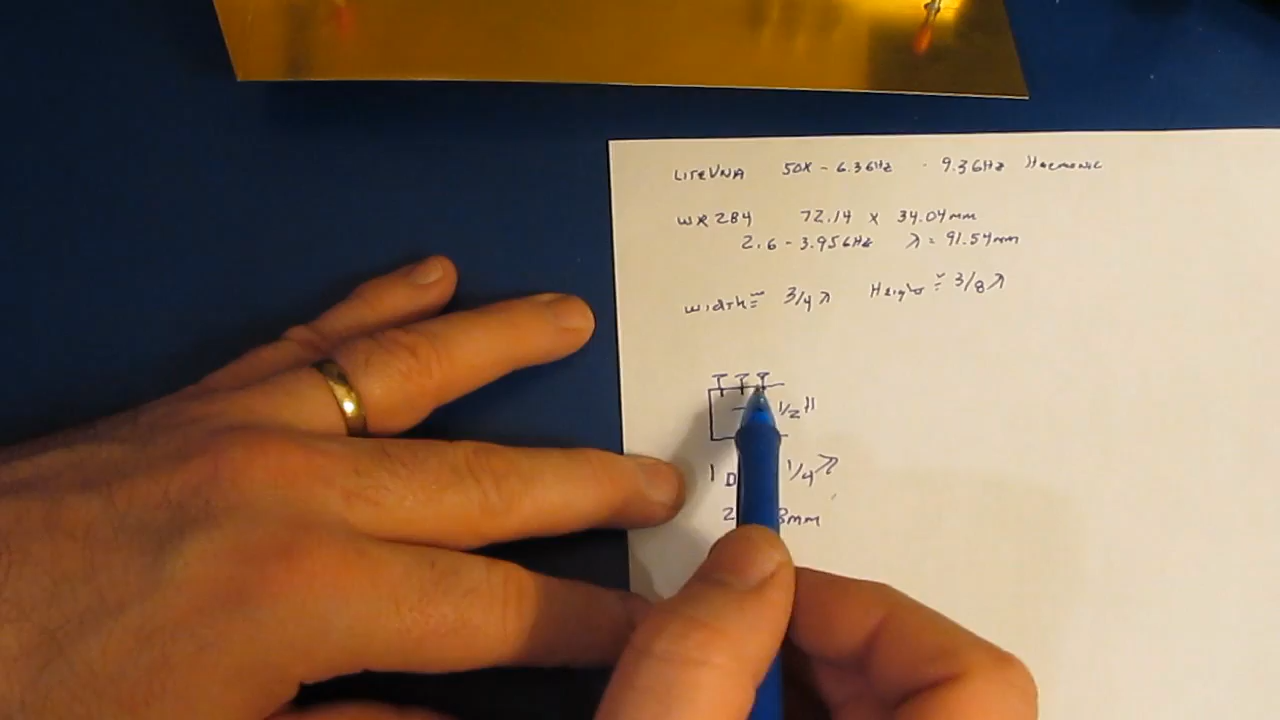 LiteVNA 50K - 6.3GHz - 9.3GHz Harmonic
WR284 72.14 x 34.04mm
2.6 - 3.95GHz λ = 91.54mm
width ≅ 3/4 λ Height ≅ 3/8 λ
T T T
1/2 H
1/4 λ
mm